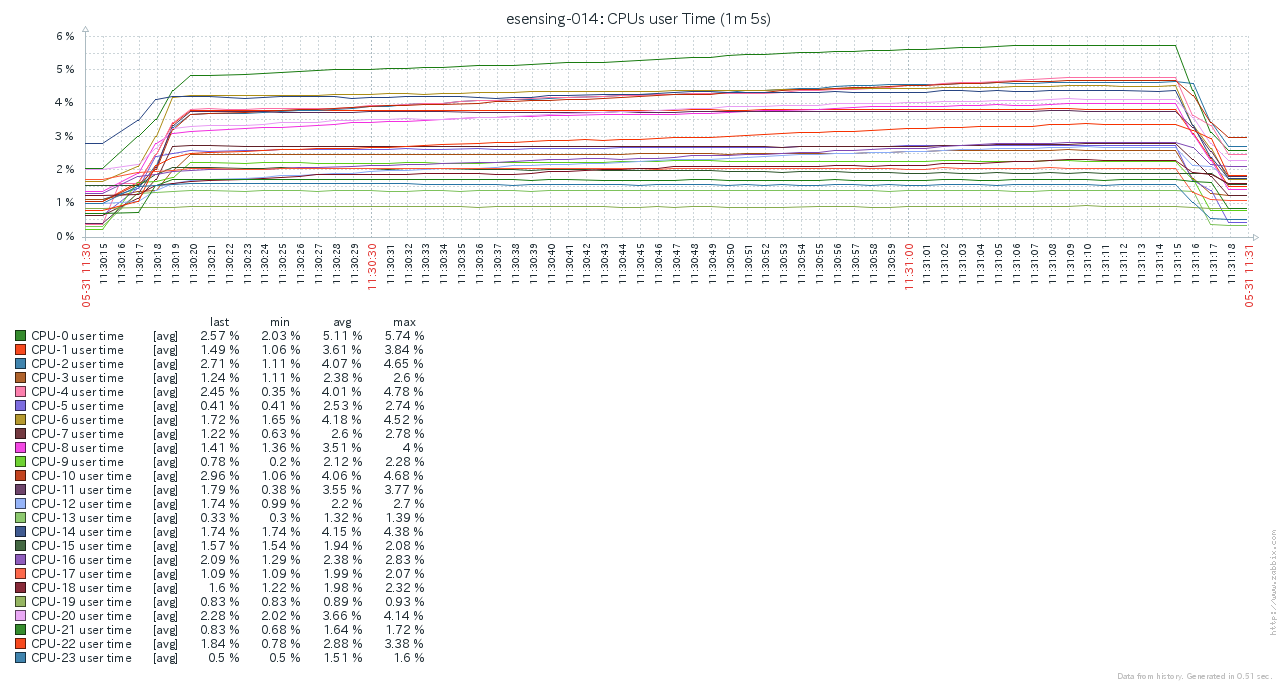 esensing-014: CPUs user Time (1m 5s)
6 %
5 %
4 %
3 %
2 %
1 %
0 %
05-31 11:30
11:30:15
11:30:16
11:30:17
11:30:18
11:30:19
11:30:20
11:30:21
11:30:22
11:30:23
11:30:24
11:30:25
11:30:26
11:30:27
11:30:28
11:30:29
11:30:30
11:30:31
11:30:32
11:30:33
11:30:34
11:30:35
11:30:36
11:30:37
11:30:38
11:30:39
11:30:40
11:30:41
11:30:42
11:30:43
11:30:44
11:30:45
11:30:46
11:30:47
11:30:48
11:30:49
11:30:50
11:30:51
11:30:52
11:30:53
11:30:54
11:30:55
11:30:56
11:30:57
11:30:58
11:30:59
11:31:00
11:31:01
11:31:02
11:31:03
11:31:04
11:31:05
11:31:06
11:31:07
11:31:08
11:31:09
11:31:10
11:31:11
11:31:12
11:31:13
11:31:14
11:31:15
11:31:16
11:31:17
11:31:18
05-31 11:31
last min avg max
CPU-0 user time [avg] 2.57 % 2.03 % 5.11 % 5.74 %
CPU-1 user time [avg] 1.49 % 1.06 % 3.61 % 3.84 %
CPU-2 user time [avg] 2.71 % 1.11 % 4.07 % 4.65 %
CPU-3 user time [avg] 1.24 % 1.11 % 2.38 % 2.6 %
CPU-4 user time [avg] 2.45 % 0.35 % 4.01 % 4.78 %
CPU-5 user time [avg] 0.41 % 0.41 % 2.53 % 2.74 %
CPU-6 user time [avg] 1.72 % 1.65 % 4.18 % 4.52 %
CPU-7 user time [avg] 1.22 % 0.63 % 2.6 % 2.78 %
CPU-8 user time [avg] 1.41 % 1.36 % 3.51 % 4 %
CPU-9 user time [avg] 0.78 % 0.2 % 2.12 % 2.28 %
CPU-10 user time [avg] 2.96 % 1.06 % 4.06 % 4.68 %
CPU-11 user time [avg] 1.79 % 0.38 % 3.55 % 3.77 %
CPU-12 user time [avg] 1.74 % 0.99 % 2.2 % 2.7 %
CPU-13 user time [avg] 0.33 % 0.3 % 1.32 % 1.39 %
CPU-14 user time [avg] 1.74 % 1.74 % 4.15 % 4.38 %
CPU-15 user time [avg] 1.57 % 1.54 % 1.94 % 2.08 %
CPU-16 user time [avg] 2.09 % 1.29 % 2.38 % 2.83 %
CPU-17 user time [avg] 1.09 % 1.09 % 1.99 % 2.07 %
CPU-18 user time [avg] 1.6 % 1.22 % 1.98 % 2.32 %
CPU-19 user time [avg] 0.83 % 0.83 % 0.89 % 0.93 %
CPU-20 user time [avg] 2.28 % 2.02 % 3.66 % 4.14 %
CPU-21 user time [avg] 0.83 % 0.68 % 1.64 % 1.72 %
CPU-22 user time [avg] 1.84 % 0.78 % 2.88 % 3.38 %
CPU-23 user time [avg] 0.5 % 0.5 % 1.51 % 1.6 %
http://www.zabbix.com
Data from history. Generated in 0.51 sec.